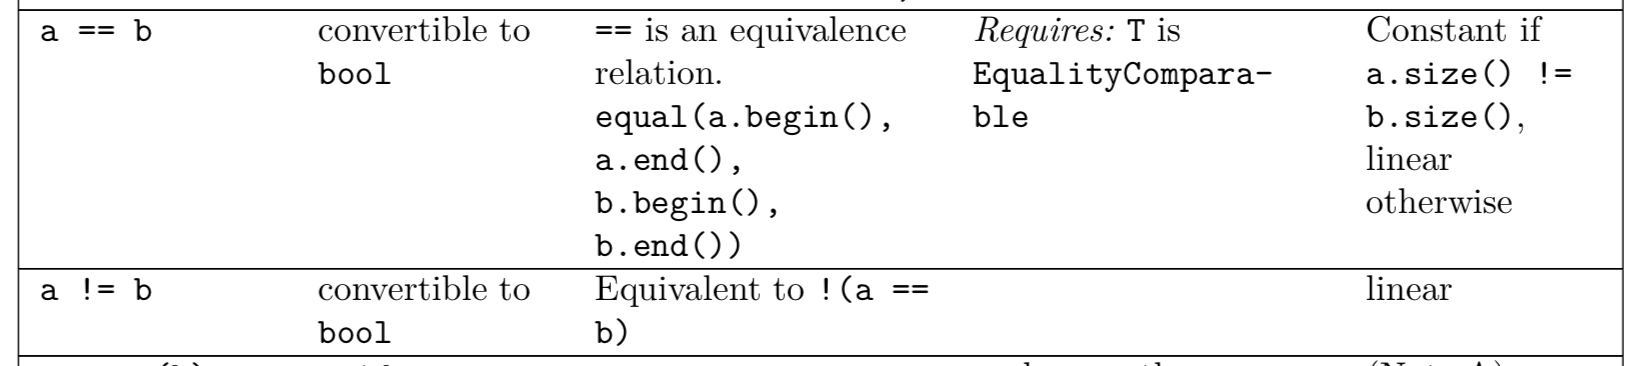 a == b
convertible to
bool
== is an equivalence
relation.
equal(a.begin(),
a.end(),
b.begin(),
b.end())
Requires: T is
EqualityCompara-
ble
Constant if
a.size() !=
b.size(),
linear
otherwise
a != b
convertible to
bool
Equivalent to !(a ==
b)
linear